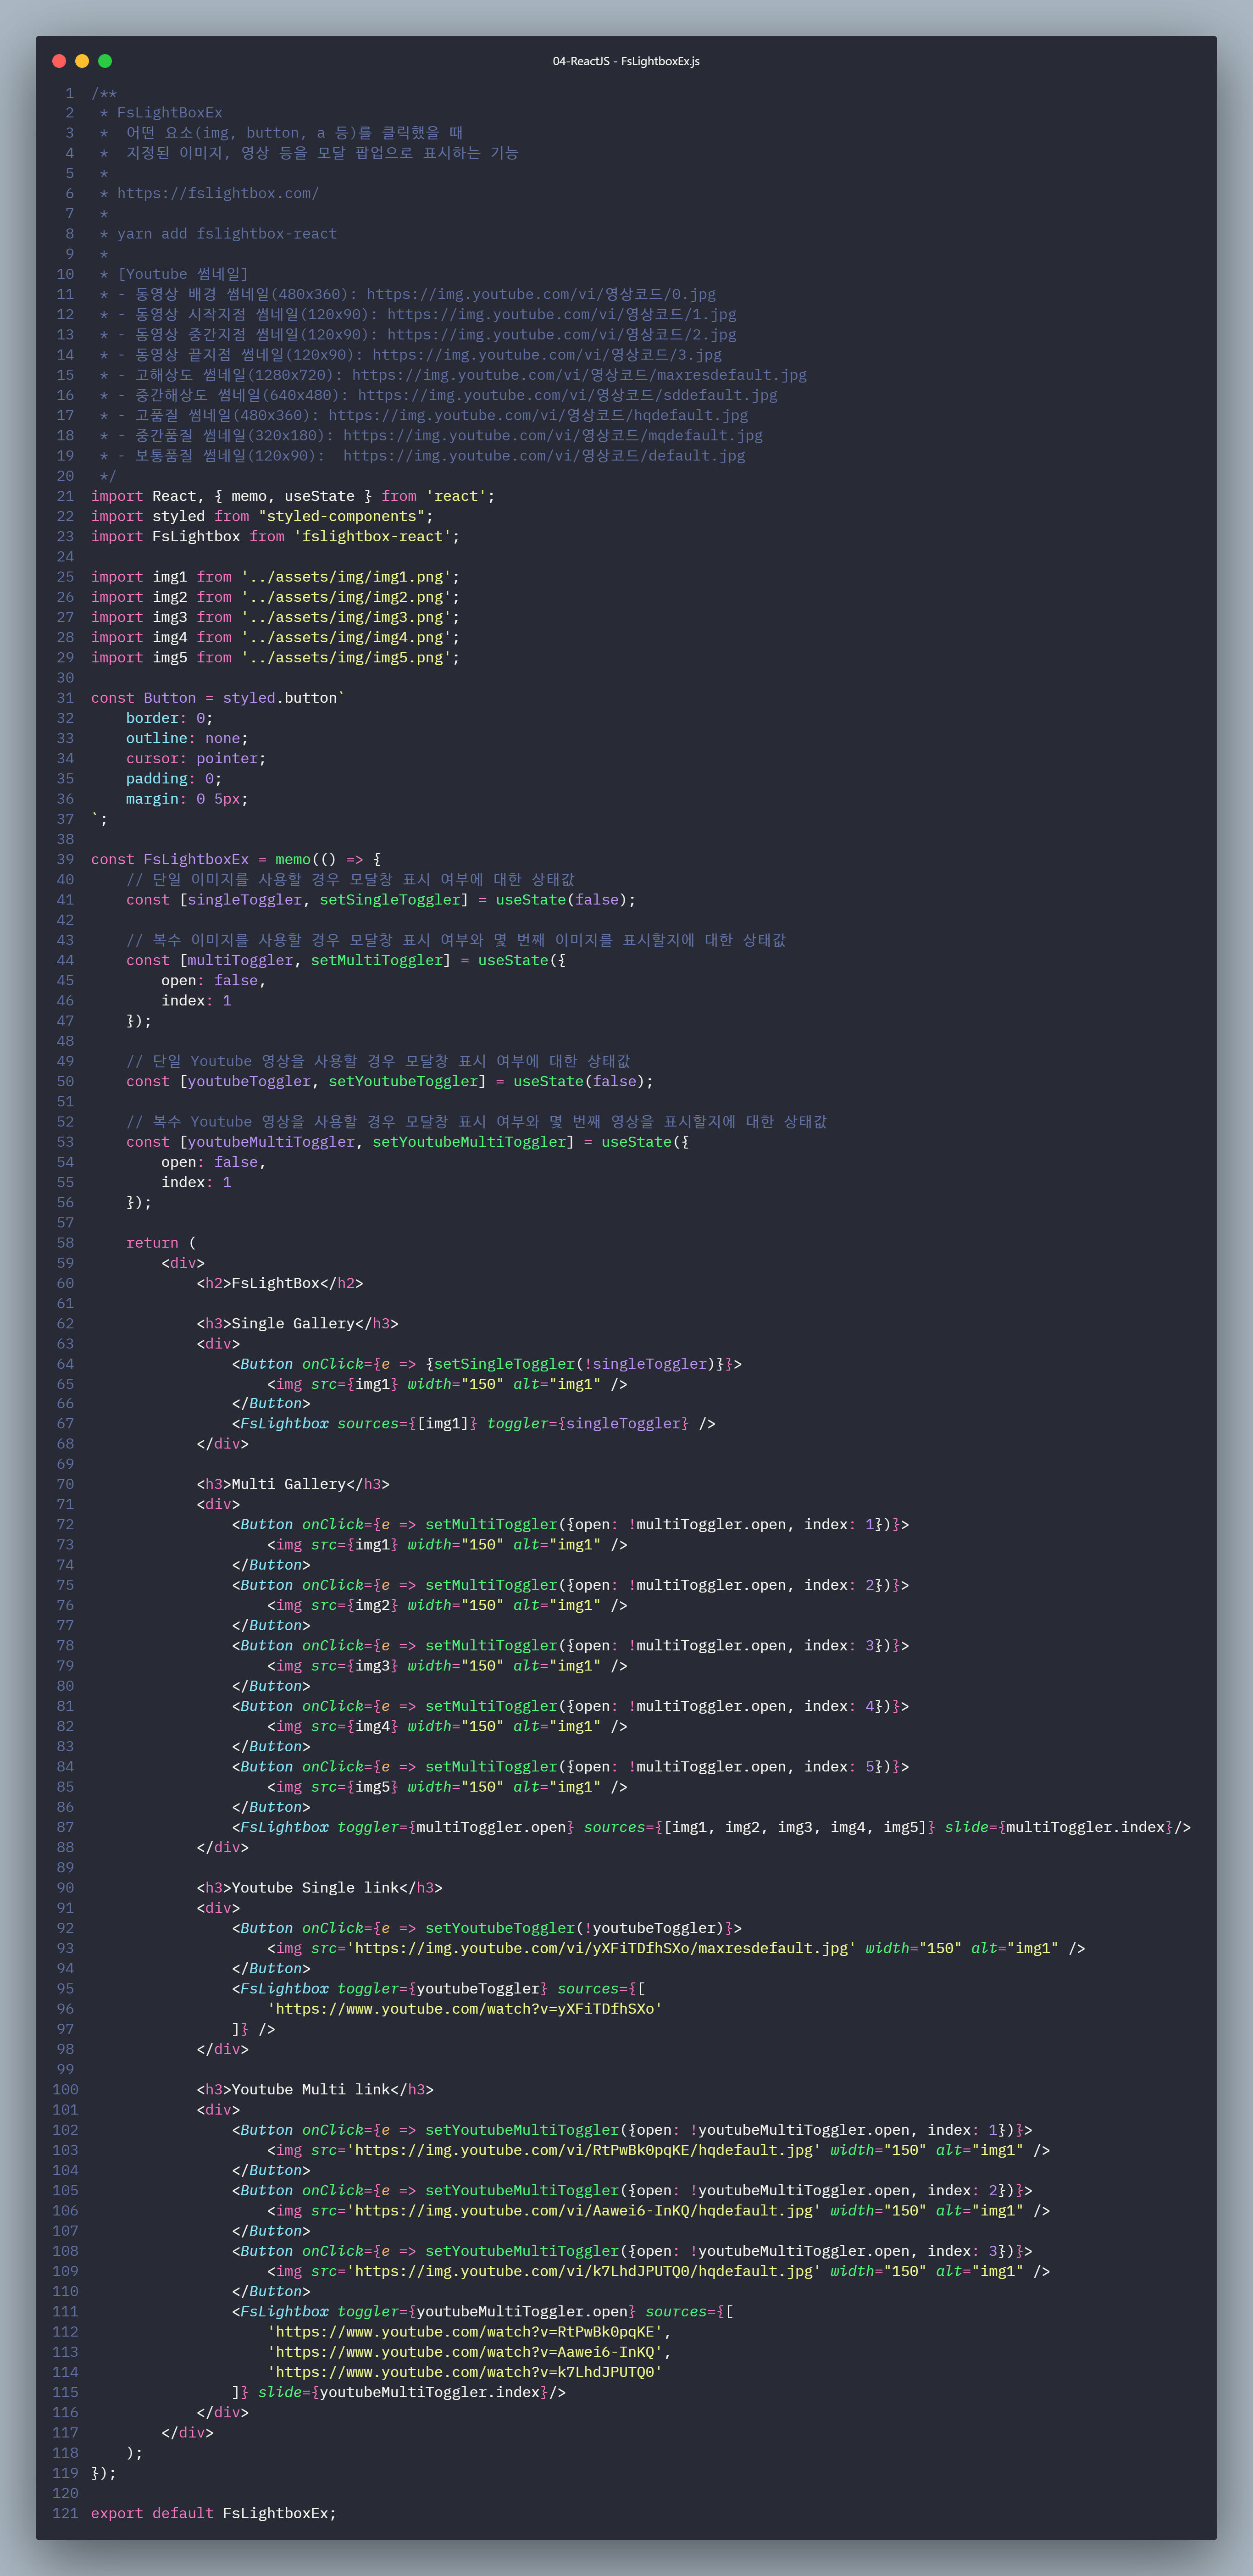 04-ReactJS - FsLightboxEx.js
1 /**
2  * FsLightBoxEx
3  *  어떤 요소(img, button, a 등)를 클릭했을 때
4  *  지정된 이미지, 영상 등을 모달 팝업으로 표시하는 기능
5  *
6  * https://fslightbox.com/
7  *
8  * yarn add fslightbox-react
9  *
10  * [Youtube 썸네일]
11  * - 동영상 배경 썸네일(480x360): https://img.youtube.com/vi/영상코드/0.jpg
12  * - 동영상 시작지점 썸네일(120x90): https://img.youtube.com/vi/영상코드/1.jpg
13  * - 동영상 중간지점 썸네일(120x90): https://img.youtube.com/vi/영상코드/2.jpg
14  * - 동영상 끝지점 썸네일(120x90): https://img.youtube.com/vi/영상코드/3.jpg
15  * - 고해상도 썸네일(1280x720): https://img.youtube.com/vi/영상코드/maxresdefault.jpg
16  * - 중간해상도 썸네일(640x480): https://img.youtube.com/vi/영상코드/sddefault.jpg
17  * - 고품질 썸네일(480x360): https://img.youtube.com/vi/영상코드/hqdefault.jpg
18  * - 중간품질 썸네일(320x180): https://img.youtube.com/vi/영상코드/mqdefault.jpg
19  * - 보통품질 썸네일(120x90):  https://img.youtube.com/vi/영상코드/default.jpg
20  */
21 import React, { memo, useState } from 'react';
22 import styled from "styled-components";
23 import FsLightbox from 'fslightbox-react';
24
25 import img1 from '../assets/img/img1.png';
26 import img2 from '../assets/img/img2.png';
27 import img3 from '../assets/img/img3.png';
28 import img4 from '../assets/img/img4.png';
29 import img5 from '../assets/img/img5.png';
30
31 const Button = styled.button`
32     border: 0;
33     outline: none;
34     cursor: pointer;
35     padding: 0;
36     margin: 0 5px;
37 `;
38
39 const FsLightboxEx = memo(() => {
40     // 단일 이미지를 사용할 경우 모달창 표시 여부에 대한 상태값
41     const [singleToggler, setSingleToggler] = useState(false);
42
43     // 복수 이미지를 사용할 경우 모달창 표시 여부와 몇 번째 이미지를 표시할지에 대한 상태값
44     const [multiToggler, setMultiToggler] = useState({
45         open: false,
46         index: 1
47     });
48
49     // 단일 Youtube 영상을 사용할 경우 모달창 표시 여부에 대한 상태값
50     const [youtubeToggler, setYoutubeToggler] = useState(false);
51
52     // 복수 Youtube 영상을 사용할 경우 모달창 표시 여부와 몇 번째 영상을 표시할지에 대한 상태값
53     const [youtubeMultiToggler, setYoutubeMultiToggler] = useState({
54         open: false,
55         index: 1
56     });
57
58     return (
59         <div>
60             <h2>FsLightBox</h2>
61
62             <h3>Single Gallery</h3>
63             <div>
64                 <Button onClick={e => {setSingleToggler(!singleToggler)}}>
65                     <img src={img1} width="150" alt="img1" />
66                 </Button>
67                 <FsLightbox sources={[img1]} toggler={singleToggler} />
68             </div>
69
70             <h3>Multi Gallery</h3>
71             <div>
72                 <Button onClick={e => setMultiToggler({open: !multiToggler.open, index: 1})}>
73                     <img src={img1} width="150" alt="img1" />
74                 </Button>
75                 <Button onClick={e => setMultiToggler({open: !multiToggler.open, index: 2})}>
76                     <img src={img2} width="150" alt="img1" />
77                 </Button>
78                 <Button onClick={e => setMultiToggler({open: !multiToggler.open, index: 3})}>
79                     <img src={img3} width="150" alt="img1" />
80                 </Button>
81                 <Button onClick={e => setMultiToggler({open: !multiToggler.open, index: 4})}>
82                     <img src={img4} width="150" alt="img1" />
83                 </Button>
84                 <Button onClick={e => setMultiToggler({open: !multiToggler.open, index: 5})}>
85                     <img src={img5} width="150" alt="img1" />
86                 </Button>
87                 <FsLightbox toggler={multiToggler.open} sources={[img1, img2, img3, img4, img5]} slide={multiToggler.index}/>
88             </div>
89
90             <h3>Youtube Single link</h3>
91             <div>
92                 <Button onClick={e => setYoutubeToggler(!youtubeToggler)}>
93                     <img src='https://img.youtube.com/vi/yXFiTDfhSXo/maxresdefault.jpg' width="150" alt="img1" />
94                 </Button>
95                 <FsLightbox toggler={youtubeToggler} sources={[
96                     'https://www.youtube.com/watch?v=yXFiTDfhSXo'
97                 ]} />
98             </div>
99
100             <h3>Youtube Multi link</h3>
101             <div>
102                 <Button onClick={e => setYoutubeMultiToggler({open: !youtubeMultiToggler.open, index: 1})}>
103                     <img src='https://img.youtube.com/vi/RtPwBk0pqKE/hqdefault.jpg' width="150" alt="img1" />
104                 </Button>
105                 <Button onClick={e => setYoutubeMultiToggler({open: !youtubeMultiToggler.open, index: 2})}>
106                     <img src='https://img.youtube.com/vi/Aawei6-InKQ/hqdefault.jpg' width="150" alt="img1" />
107                 </Button>
108                 <Button onClick={e => setYoutubeMultiToggler({open: !youtubeMultiToggler.open, index: 3})}>
109                     <img src='https://img.youtube.com/vi/k7LhdJPUTQ0/hqdefault.jpg' width="150" alt="img1" />
110                 </Button>
111                 <FsLightbox toggler={youtubeMultiToggler.open} sources={[
112                     'https://www.youtube.com/watch?v=RtPwBk0pqKE',
113                     'https://www.youtube.com/watch?v=Aawei6-InKQ',
114                     'https://www.youtube.com/watch?v=k7LhdJPUTQ0'
115                 ]} slide={youtubeMultiToggler.index}/>
116             </div>
117         </div>
118     );
119 });
120
121 export default FsLightboxEx;